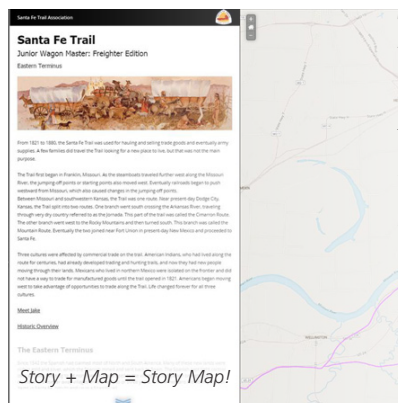 Santa Fe Trail Association
Santa Fe Trail
Junior Wagon Master: Freighter Edition
Eastern Terminus
From 1821 to 1880, the Santa Fe Trail was used for hauling and selling trade goods and eventually army
supplies. A few families did travel the Trail looking for a new place to live, but that was not the main
purpose.
The Trail first began in Franklin, Missouri. As the steamboats traveled further west along the Missouri
River, the jumping off points or starting points also moved west. Eventually railroads began to push
westward from Missouri, which also caused changes in the jumping off points.
Between Missouri and southwestern Kansas, the Trail was one route. Near present-day Dodge City,
Kansas, the Trail split into two routes. One branch went south crossing the Arkansas River, traveling
through very dry country referred to as the Jornada. This part of the trail was called the Cimarron Route.
The other branch went west to the Rocky Mountains and then turned south. This branch was called the
Mountain Route. Eventually the two joined near Fort Union in present-day New Mexico and proceeded to
Santa Fe.
Three cultures were affected by commercial trade on the trail. American Indians, who had lived along the
route for centuries, had already developed trading and hunting trails, and now they had new people
moving through their lands. Mexicans who lived in northern Mexico were isolated on the frontier and did
not have a way to trade for manufactured goods until the trail opened in 1821. Americans began moving
west to take advantage of opportunities to trade along the Trail. Life changed forever for all three
cultures.
Meet Jake
Historic Overview
The Eastern Terminus
Story + Map = Story Map!
WELLINGTON